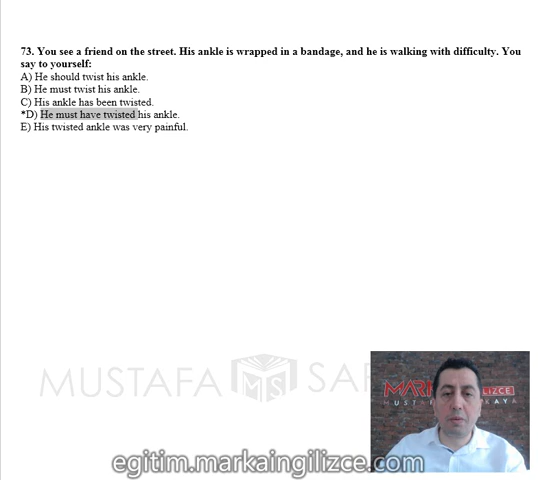 73. You see a friend on the street. His ankle is wrapped in a bandage, and he is walking with difficulty. You
say to yourself:
A) He should twist his ankle.
B) He must twist his ankle.
C) His ankle has been twisted.
*D) He must have twisted his ankle.
E) His twisted ankle was very painful.
MUSTAFA MS
egitim.markaingilizce.com